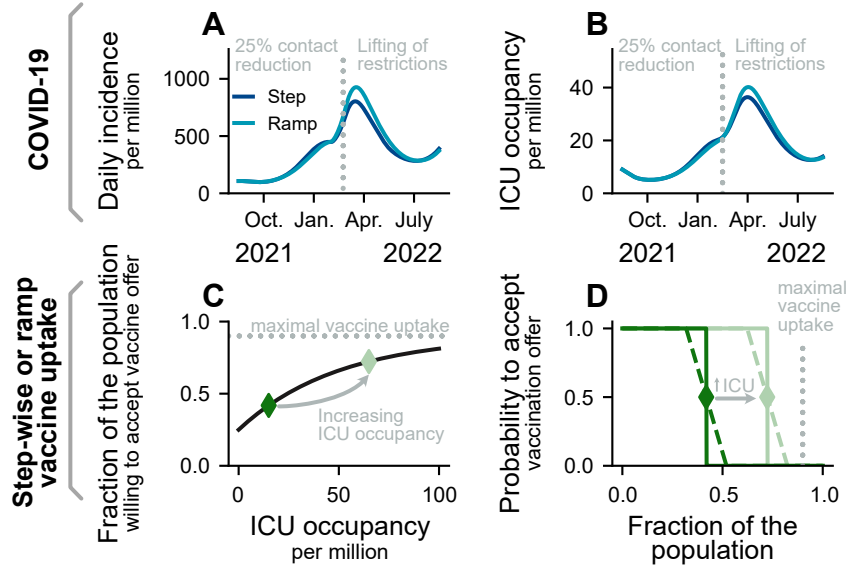 COVID-19
A
Daily incidence
per million
25% contact
reduction
Lifting of
restrictions
Step
Ramp
1000
500
0
Oct. Jan. Apr. July
2021 2022
B
ICU occupancy
per million
25% contact
reduction
Lifting of
restrictions
40
20
0
Oct. Jan. Apr. July
2021 2022
Step-wise or ramp
vaccine uptake
C
Fraction of the population
willing to accept vaccine offer
maximal vaccine uptake
Increasing
ICU occupancy
1.0
0.5
0.0
0 50 100
ICU occupancy
per million
D
Probability to accept
vaccination offer
maximal
vaccine
uptake
↑ ICU
1.0
0.5
0.0
0.0 0.5 1.0
Fraction of the
population